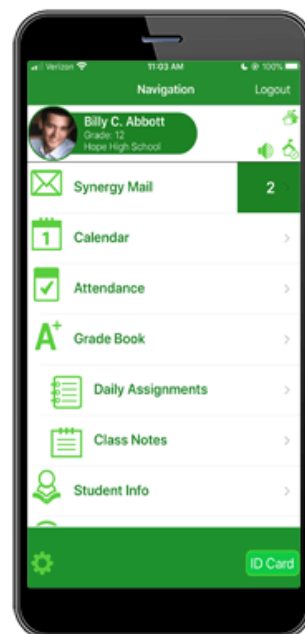 Verizon 11:03 AM 100%
Navigation Logout
Billy C. Abbott
Grade: 12
Hope High School
Synergy Mail 2
1 Calendar
Attendance
A+ Grade Book
Daily Assignments
Class Notes
Student Info
ID Card